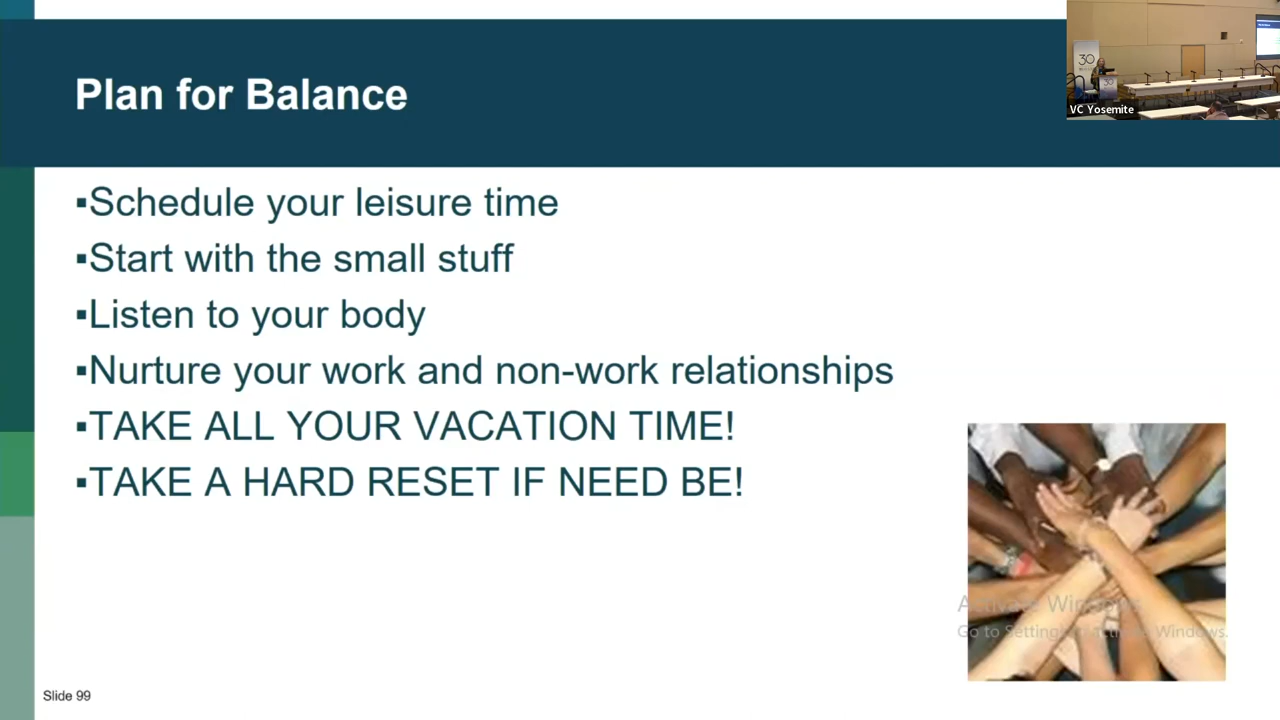 Plan for Balance
30
30
VC Yosemite
▪Schedule your leisure time
▪Start with the small stuff
▪Listen to your body
▪Nurture your work and non-work relationships
▪TAKE ALL YOUR VACATION TIME!
▪TAKE A HARD RESET IF NEED BE!
Activate Windows
Go to Settings to activate Windows.
Slide 99